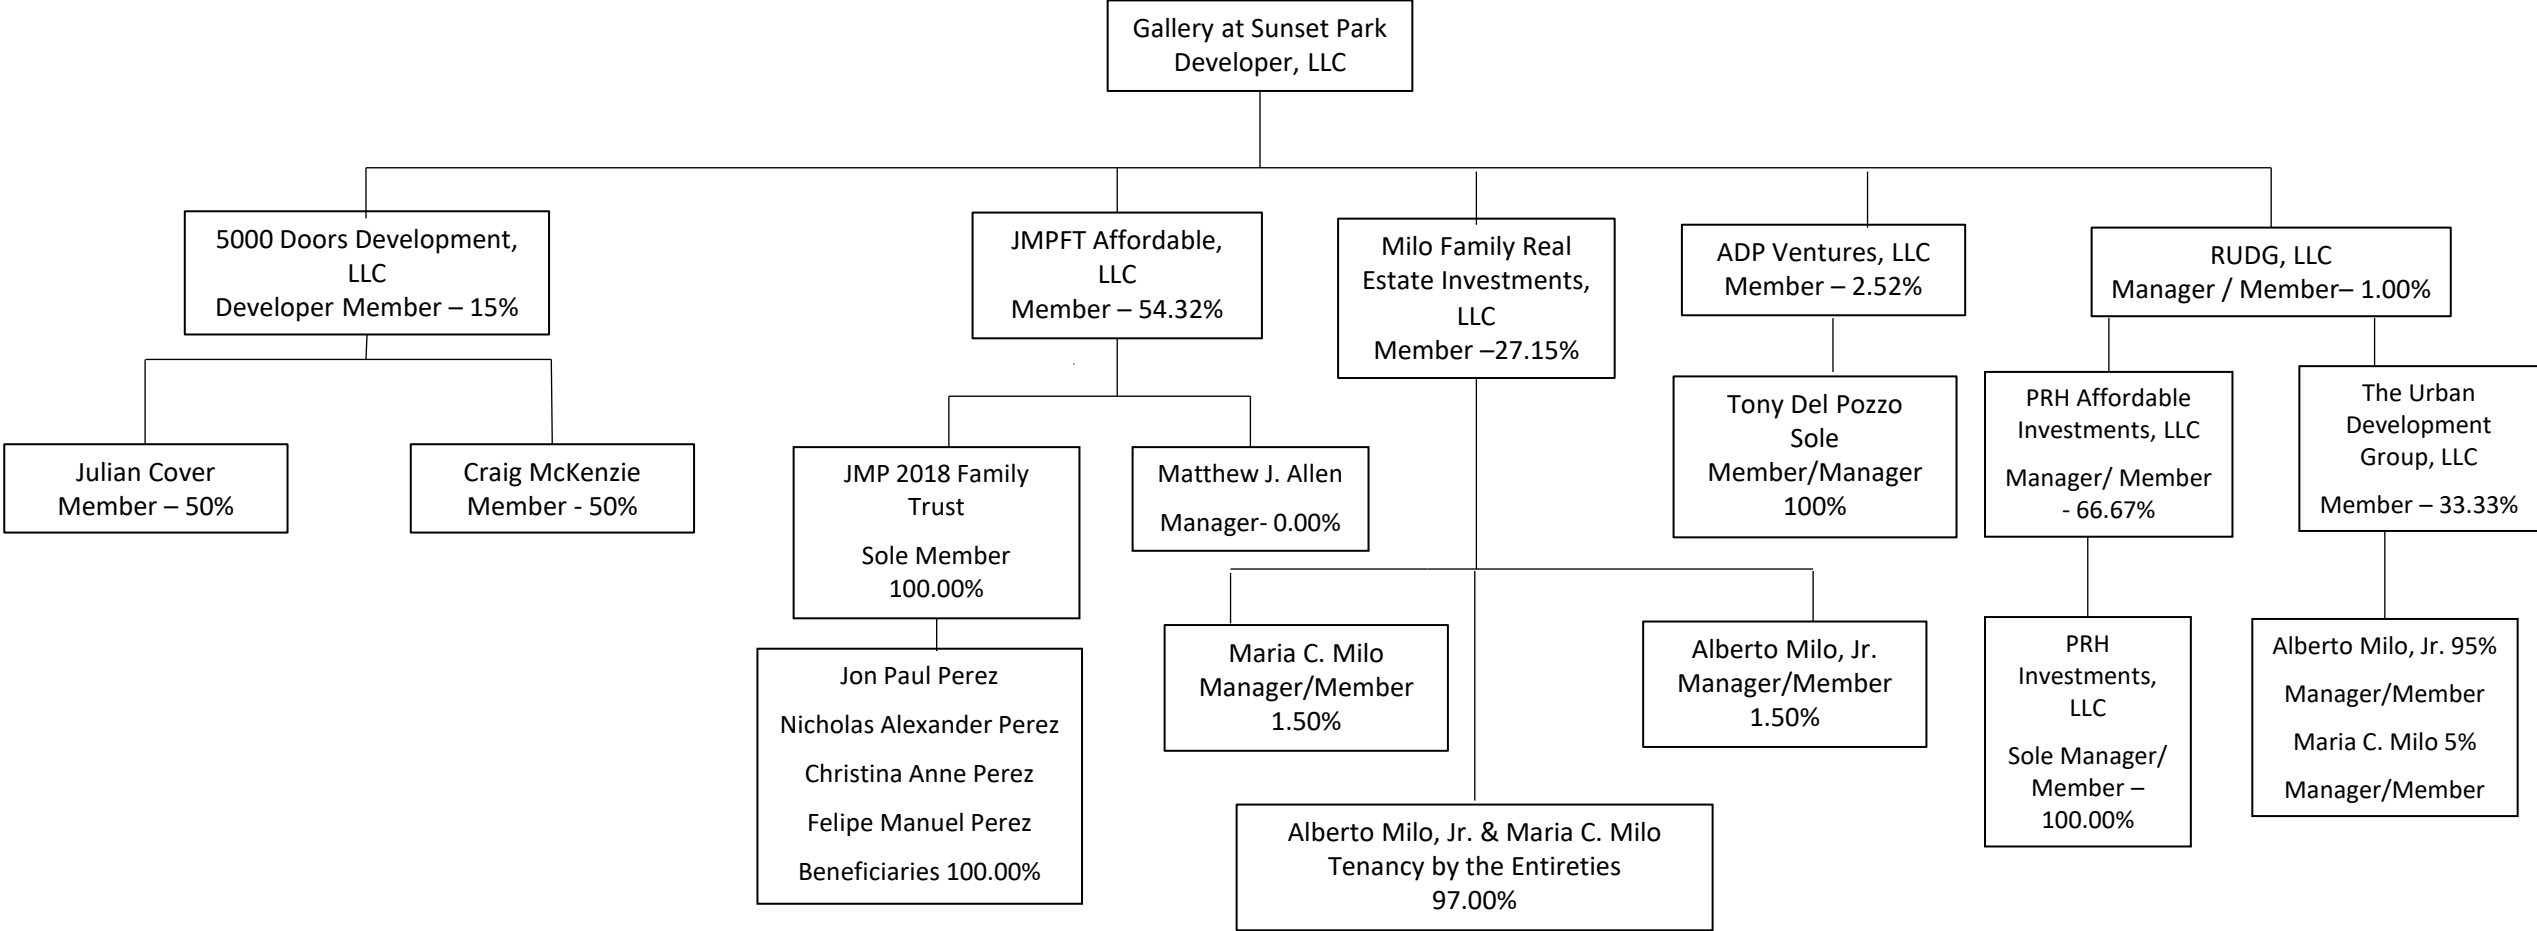 Gallery at Sunset Park
Developer, LLC
5000 Doors Development,
LLC
Developer Member – 15%
JMPFT Affordable,
LLC
Member – 54.32%
Milo Family Real
Estate Investments,
LLC
Member –27.15%
ADP Ventures, LLC
Member – 2.52%
RUDG, LLC
Manager / Member– 1.00%
Julian Cover
Member – 50%
Craig McKenzie
Member - 50%
JMP 2018 Family
Trust
Sole Member
100.00%
Matthew J. Allen
Manager- 0.00%
Tony Del Pozzo
Sole
Member/Manager
100%
PRH Affordable
Investments, LLC
Manager/ Member
- 66.67%
The Urban
Development
Group, LLC
Member – 33.33%
Jon Paul Perez
Nicholas Alexander Perez
Christina Anne Perez
Felipe Manuel Perez
Beneficiaries 100.00%
Maria C. Milo
Manager/Member
1.50%
Alberto Milo, Jr. & Maria C. Milo
Tenancy by the Entireties
97.00%
Alberto Milo, Jr.
Manager/Member
1.50%
PRH
Investments,
LLC
Sole Manager/
Member –
100.00%
Alberto Milo, Jr. 95%
Manager/Member
Maria C. Milo 5%
Manager/Member